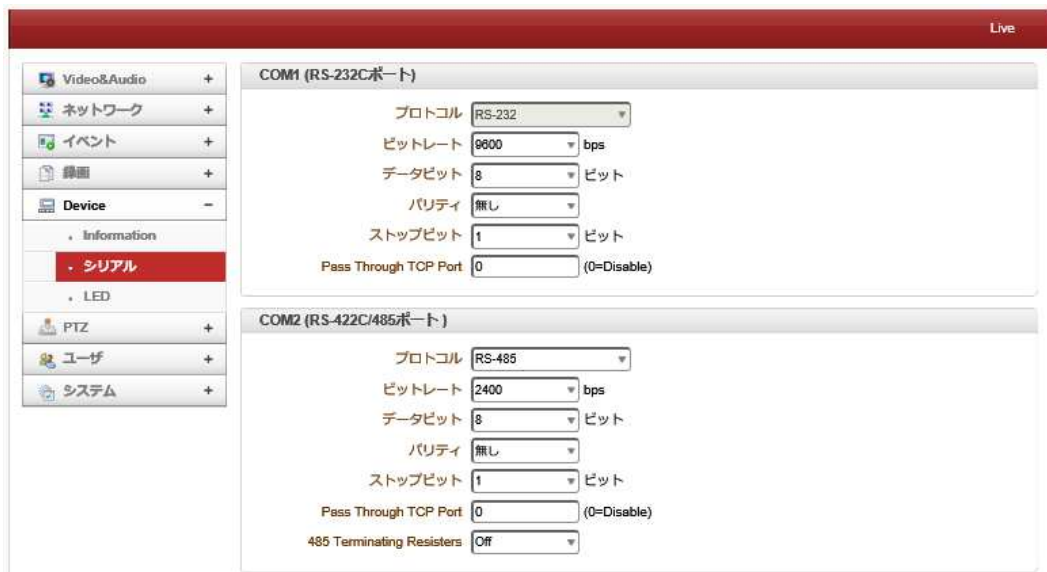 Live
Video&Audio +
ネットワーク +
イベント +
録画 +
Device −
Information
シリアル
LED
PTZ +
ユーザ +
システム +
COM1 (RS-232Cポート)
プロトコル RS-232
ビットレート 9600 bps
データビット 8 ビット
パリティ 無し
ストップビット 1 ビット
Pass Through TCP Port 0 (0=Disable)
COM2 (RS-422C/485ポート)
プロトコル RS-485
ビットレート 2400 bps
データビット 8 ビット
パリティ 無し
ストップビット 1 ビット
Pass Through TCP Port 0 (0=Disable)
485 Terminating Resisters Off